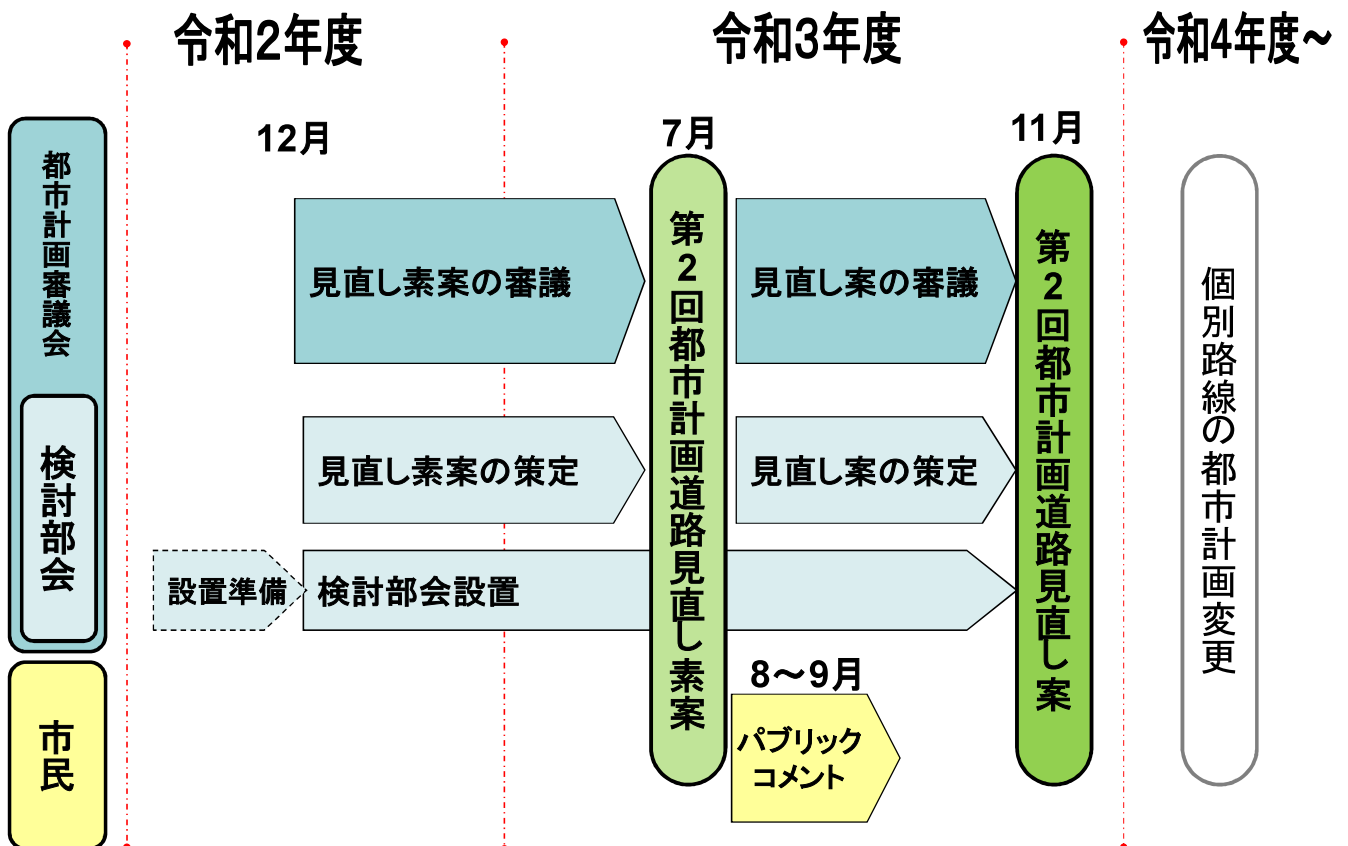 令和2年度
令和3年度
令和4年度～
12月
7月
11月
都市計画審議会
検討部会
市民
見直し素案の審議
見直し素案の策定
設置準備
検討部会設置
第2回都市計画道路見直し素案
見直し案の審議
見直し案の策定
8～9月
パブリック
コメント
第2回都市計画道路見直し案
個別路線の都市計画変更